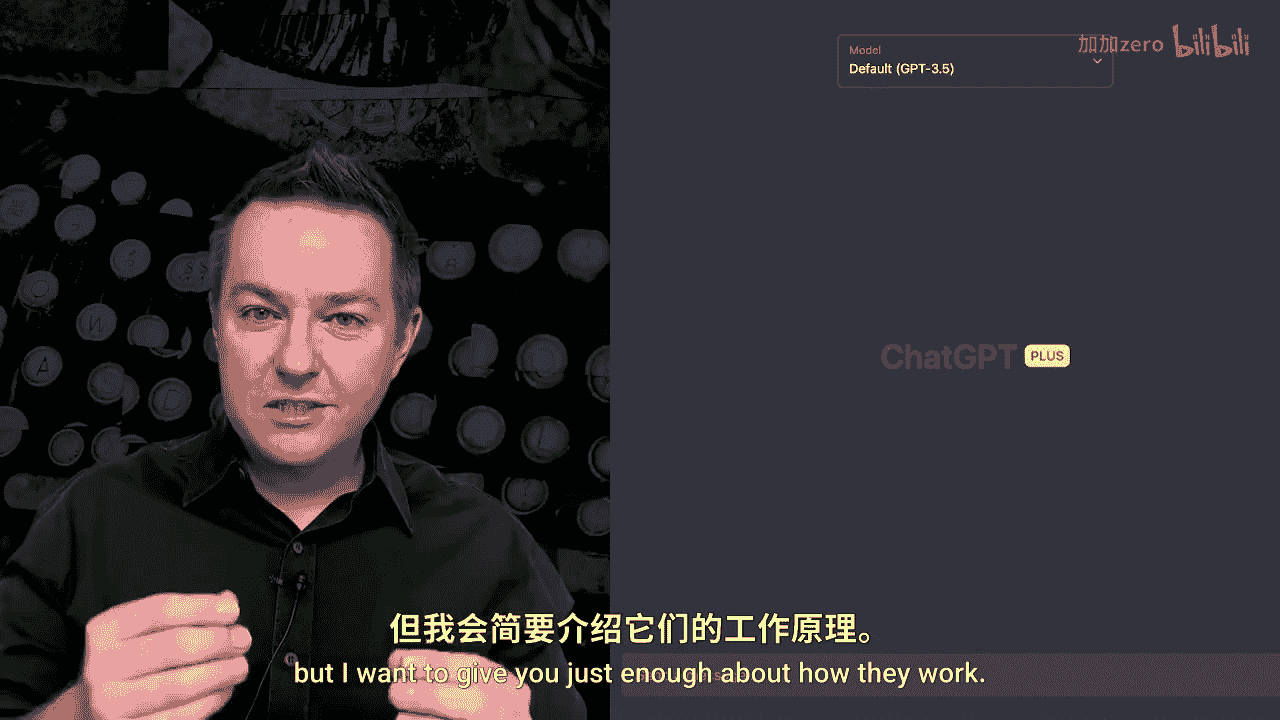 加加zero bilibili
Model
Default (GPT-3.5)
ChatGPT PLUS
但我会简要介绍它们的工作原理。
but I want to give you just enough about how they work.